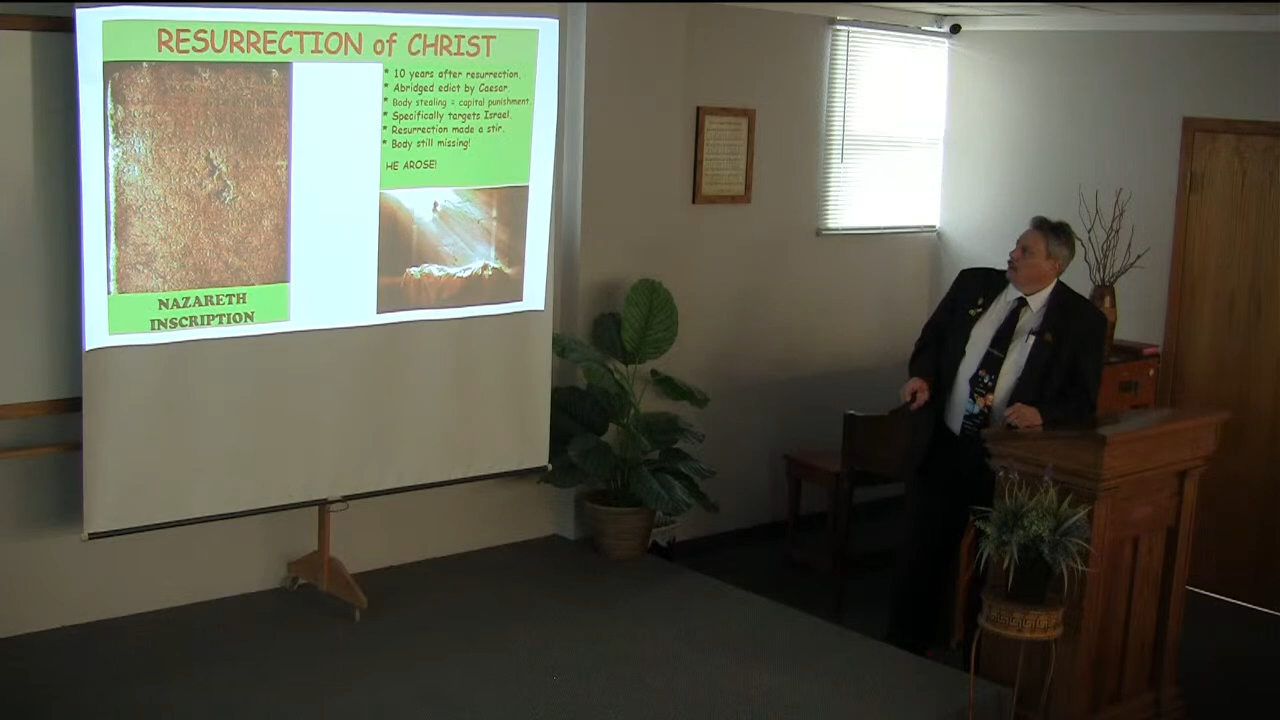 RESURRECTION of CHRIST
* 10 years after resurrection.
* Abridged edict by Caesar.
* Body stealing = capital punishment.
* Specifically targets Israel.
* Resurrection made a stir.
* Body still missing!
HE AROSE!
NAZARETH
INSCRIPTION